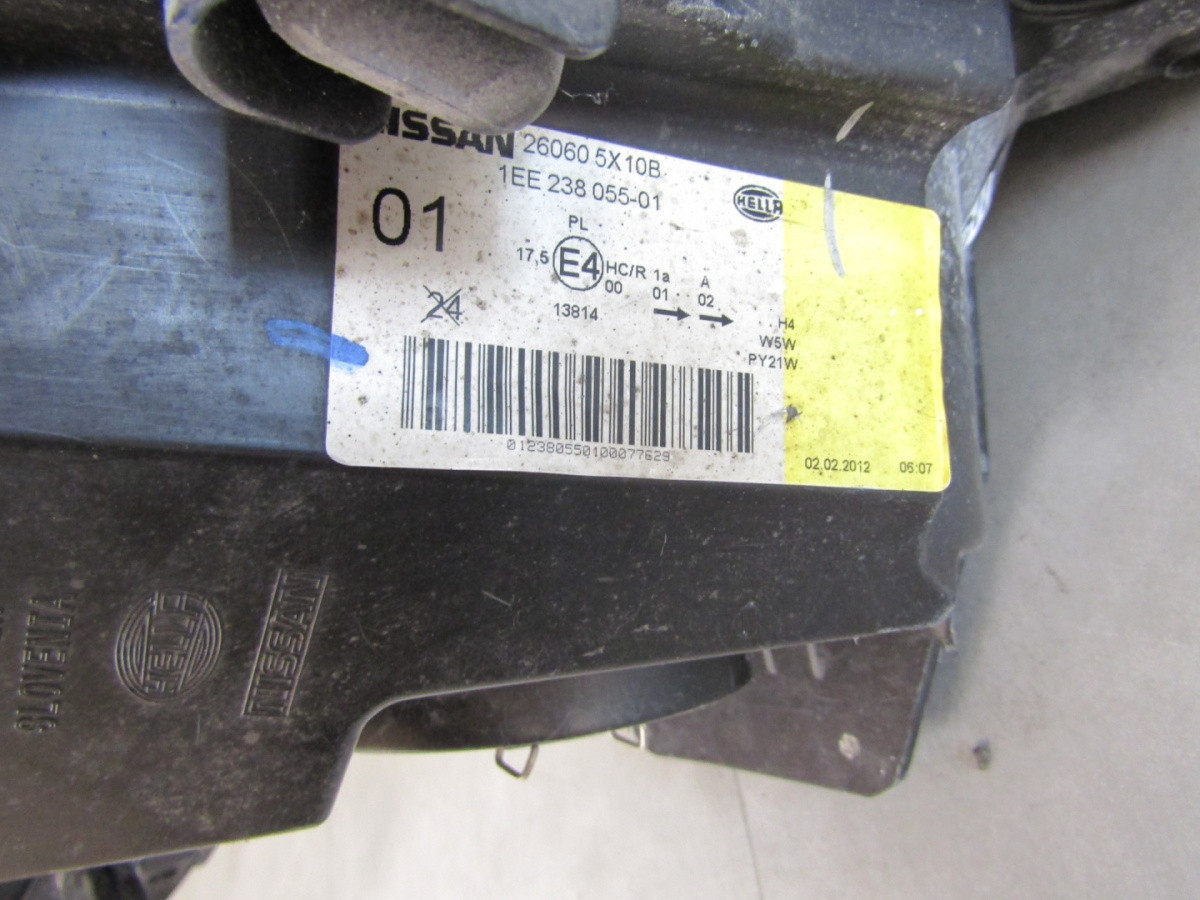 NISSAN 26060 5X10B
1EE 238 055-01
HELLA
01
PL
17,5 E4 HC/R 1a A
00 01 02
24
13814
H4
W5W
PY21W
012380550100077629
02.02.2012 06:07
SLOVENIA
HELLA
NISSAN